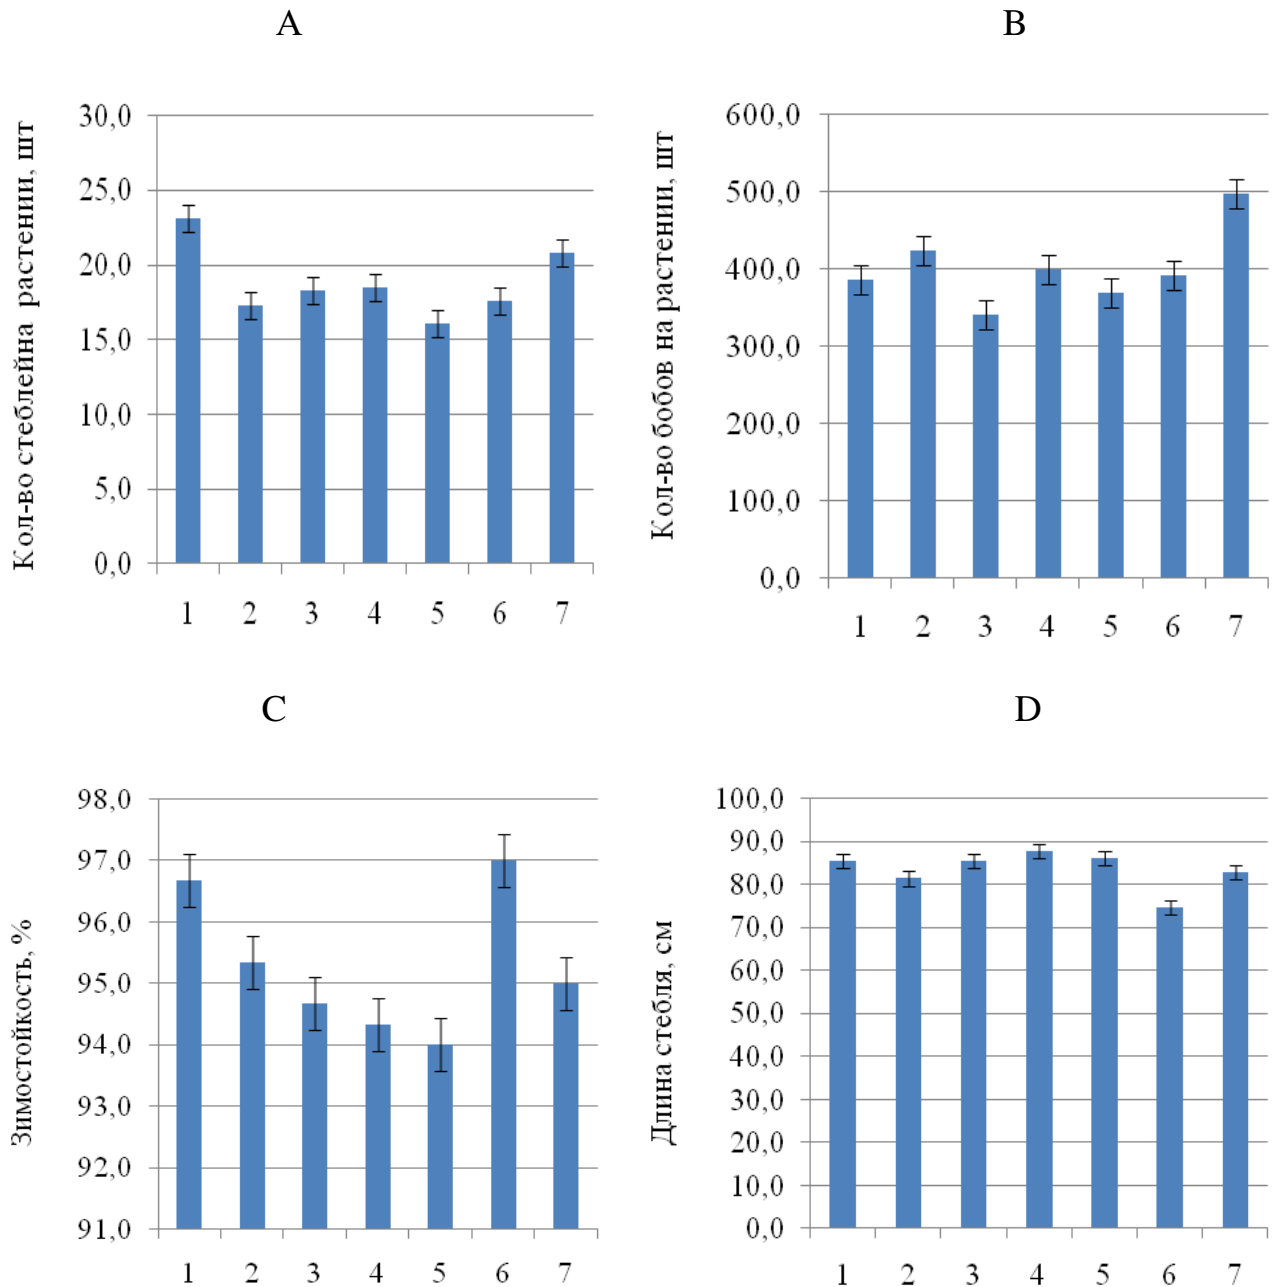 A
B
Кол-во стеблейна растении, шт
30,0
25,0
20,0
15,0
10,0
5,0
0,0
1 2 3 4 5 6 7
Кол-во бобов на растении, шт
600,0
500,0
400,0
300,0
200,0
100,0
0,0
1 2 3 4 5 6 7
C
D
Зимостойкость, %
98,0
97,0
96,0
95,0
94,0
93,0
92,0
91,0
1 2 3 4 5 6 7
Длина стебля, см
100,0
90,0
80,0
70,0
60,0
50,0
40,0
30,0
20,0
10,0
0,0
1 2 3 4 5 6 7